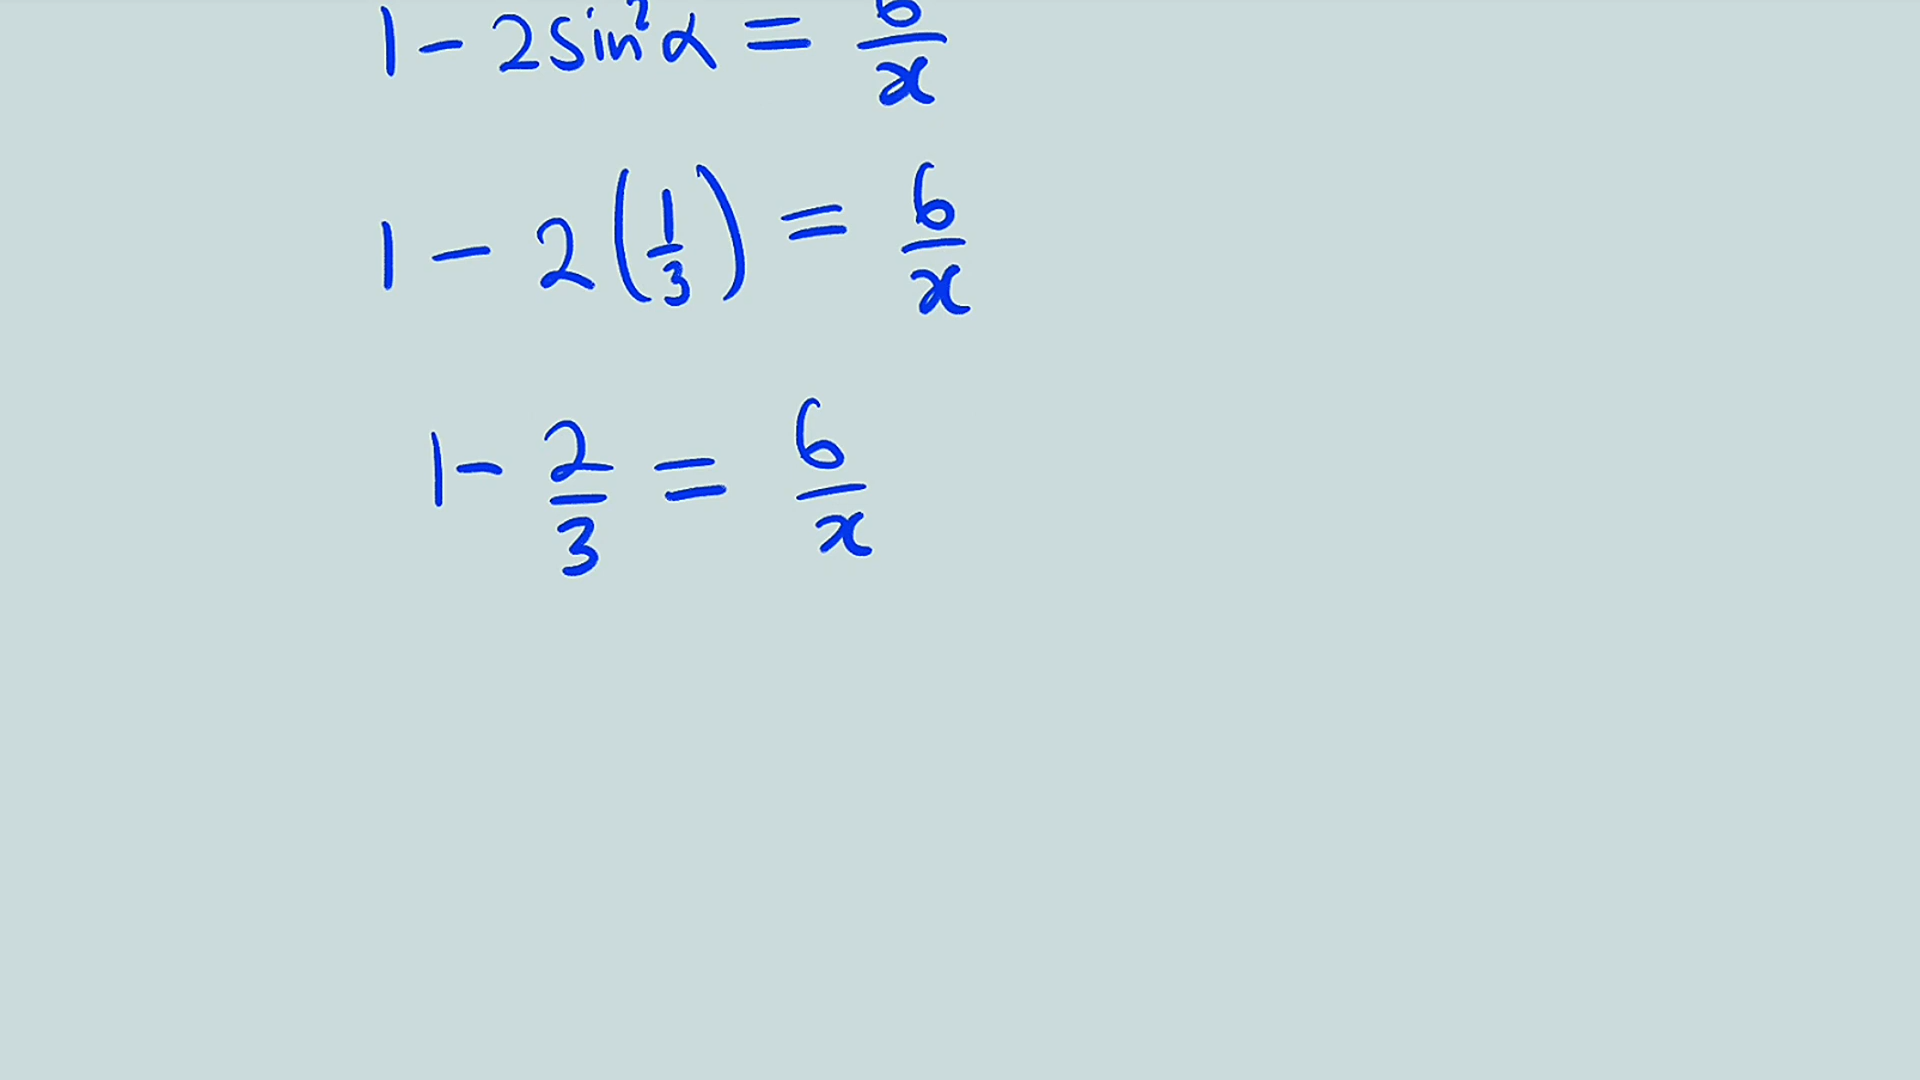 1 - 2sin²α = 6/x
1 - 2(1/3) = 6/x
1 - 2/3 = 6/x